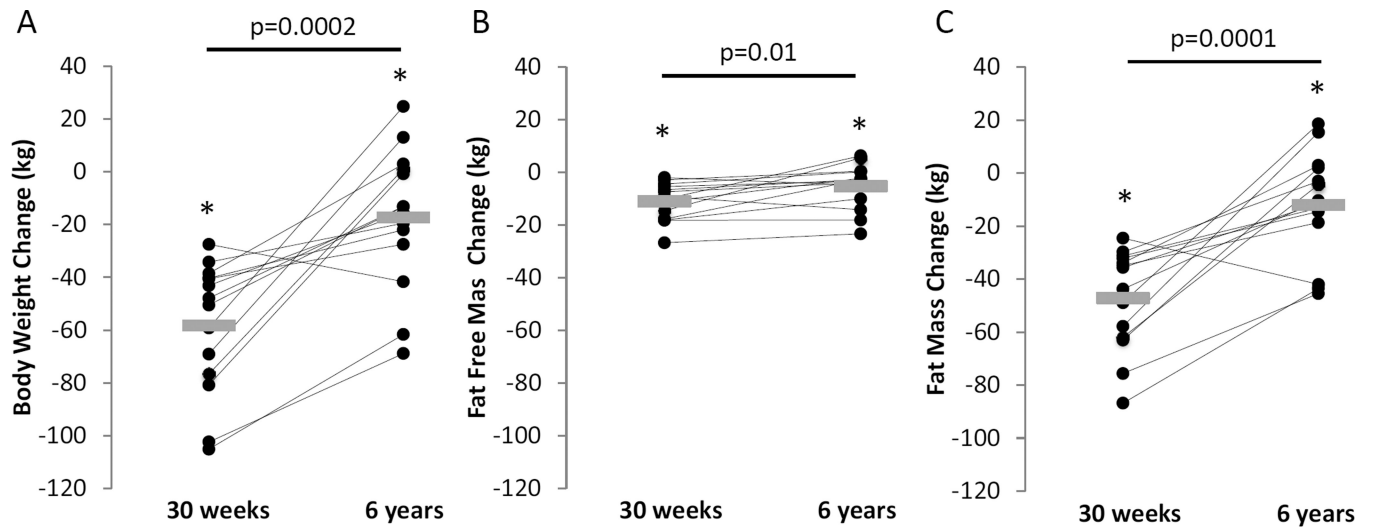 A
p=0.0002
40
20
0
-20
-40
-60
-80
-100
-120
Body Weight Change (kg)
*
*
30 weeks
6 years
B
p=0.01
40
20
0
-20
-40
-60
-80
-100
-120
Fat Free Mas Change (kg)
*
*
30 weeks
6 years
C
p=0.0001
40
20
0
-20
-40
-60
-80
-100
-120
Fat Mass Change (kg)
*
*
30 weeks
6 years